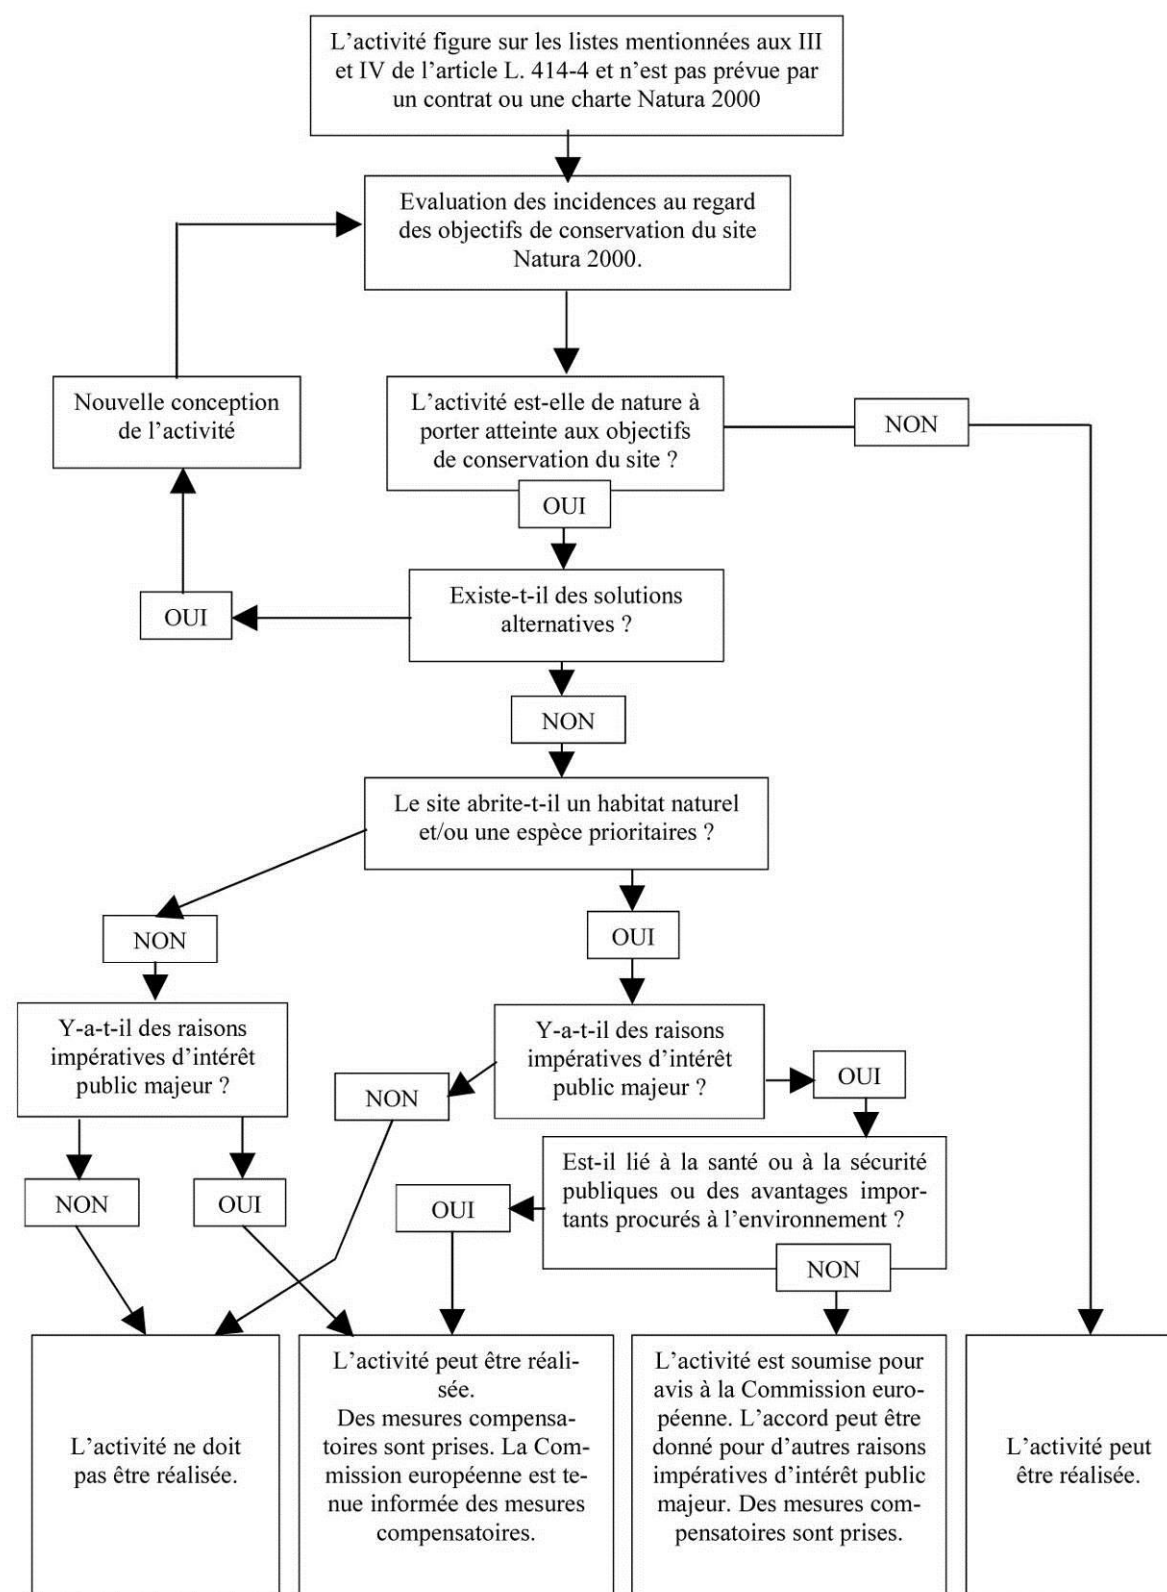 L’activité figure sur les listes mentionnées aux III
et IV de l’article L. 414-4 et n’est pas prévue par
un contrat ou une charte Natura 2000
Evaluation des incidences au regard
des objectifs de conservation du site
Natura 2000.
Nouvelle conception
de l’activité
L’activité est-elle de nature à
porter atteinte aux objectifs
de conservation du site ?
NON
OUI
OUI
Existe-t-il des solutions
alternatives ?
NON
Le site abrite-t-il un habitat naturel
et/ou une espèce prioritaires ?
NON
OUI
Y-a-t-il des raisons
impératives d’intérêt
public majeur ?
Y-a-t-il des raisons
impératives d’intérêt
public majeur ?
NON
OUI
NON
OUI
OUI
Est-il lié à la santé ou à la sécurité
publiques ou des avantages impor-
tants procurés à l’environnement ?
NON
L’activité ne doit
pas être réalisée.
L’activité peut être réali-
sée.
Des mesures compensa-
toires sont prises. La Com-
mission européenne est te-
nue informée des mesures
compensatoires.
L’activité est soumise pour
avis à la Commission euro-
péenne. L’accord peut être
donné pour d’autres raisons
impératives d’intérêt public
majeur. Des mesures com-
pensatoires sont prises.
L’activité peut
être réalisée.